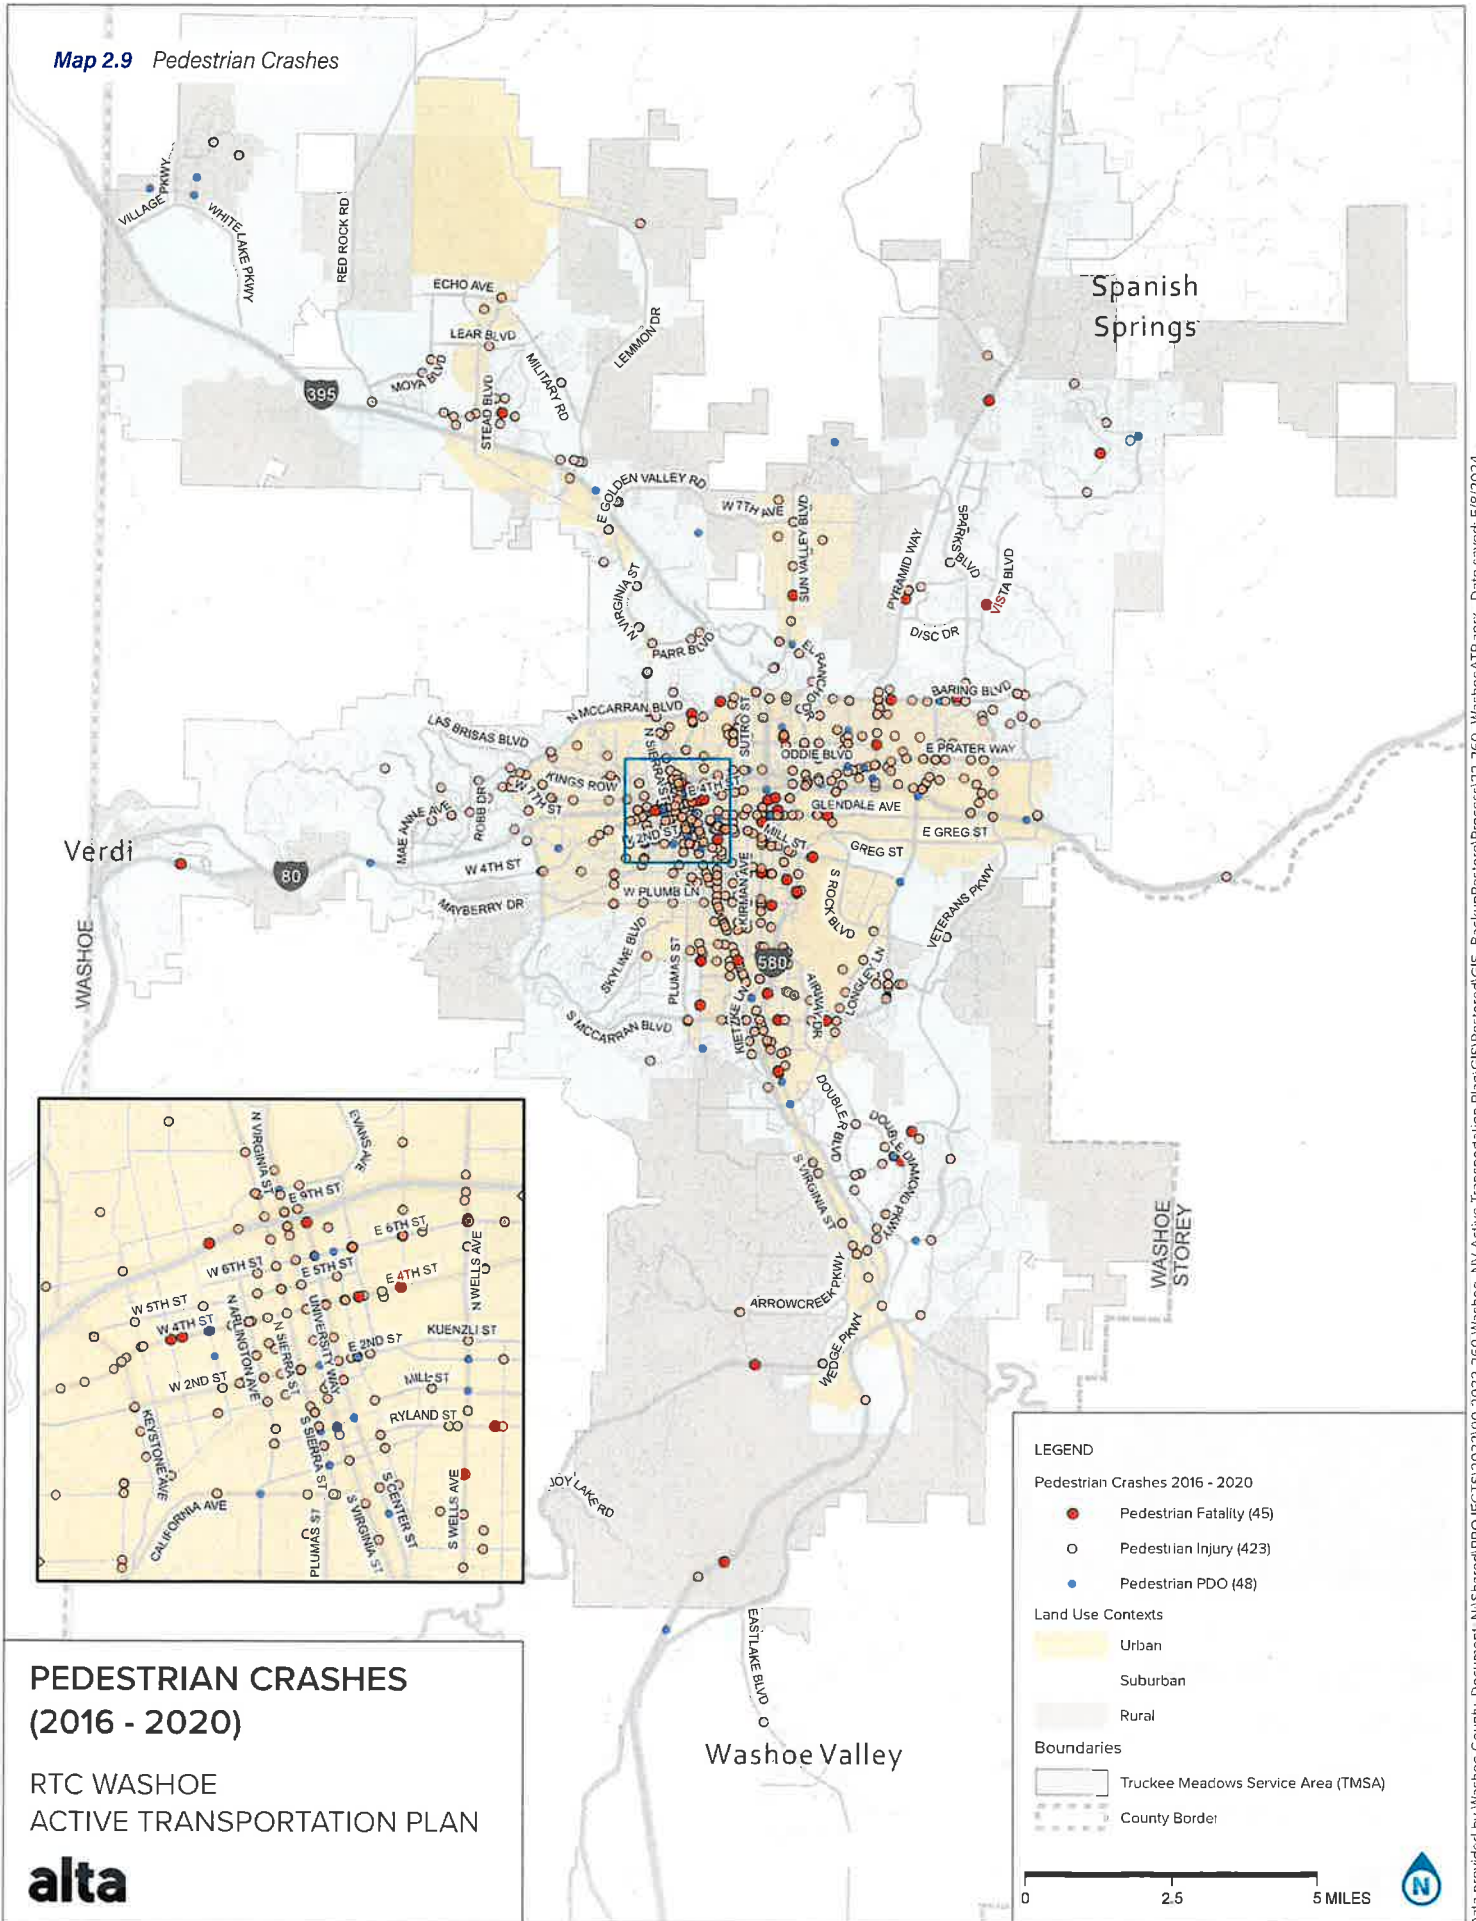 Map 2.9 Pedestrian Crashes
VILLAGE PKWY
WHITE LAKE PKWY
RED ROCK RD
ECHO AVE
LEAR BLVD
LEMMON DR
MOYA BLVD
MILITARY RD
STEAD BLVD
395
Spanish
Springs
E GOLDEN VALLEY RD
W 7TH AVE
SUN VALLEY BLVD
PYRAMID WAY
SPARKS BLVD
VISTA BLVD
DISC DR
N VIRGINIA ST
PARR BLVD
EL RANCHO DR
BARING BLVD
N MCCARRAN BLVD
LAS BRISAS BLVD
N SIERRA ST
SUTRO ST
ODDIE BLVD
E PRATER WAY
KINGS ROW
W 7TH ST
E 4TH ST
GLENDALE AVE
MAE ANNE AVE
ROBB DR
2ND ST
MILL ST
E GREG ST
GREG ST
Verdi
80
W 4TH ST
W PLUMB LN
KIRMAN AVE
S ROCK BLVD
MAYBERRY DR
VETERANS PKWY
WASHOE
SKYLINE BLVD
PLUMAS ST
580
LONGLEY LN
AIRWAY DR
KIETZKE LN
S MCCARRAN BLVD
DOUBLE R BLVD
DOUBLE DIAMOND PKWY
S VIRGINIA ST
WASHOE
STOREY
ARROWCREEK PKWY
WEDGE PKWY
JOY LAKE RD
EASTLAKE BLVD
Washoe Valley
N VIRGINIA ST
EVANS AVE
E 9TH ST
E 6TH ST
W 6TH ST
E 5TH ST
E 4TH ST
N WELLS AVE
W 5TH ST
W 4TH ST
N ARLINGTON AVE
N SIERRA ST
UNIVERSITY WAY
E 2ND ST
KUENZLI ST
W 2ND ST
MILL ST
RYLAND ST
KEYSTONE AVE
S SIERRA ST
CALIFORNIA AVE
PLUMAS ST
S VIRGINIA ST
S CENTER ST
S WELLS AVE
PEDESTRIAN CRASHES
(2016 - 2020)
RTC WASHOE
ACTIVE TRANSPORTATION PLAN
alta
LEGEND
Pedestrian Crashes 2016 - 2020
Pedestrian Fatality (45)
Pedestrian Injury (423)
Pedestrian PDO (48)
Land Use Contexts
Urban
Suburban
Rural
Boundaries
Truckee Meadows Service Area (TMSA)
County Border
0 2.5 5 MILES
N